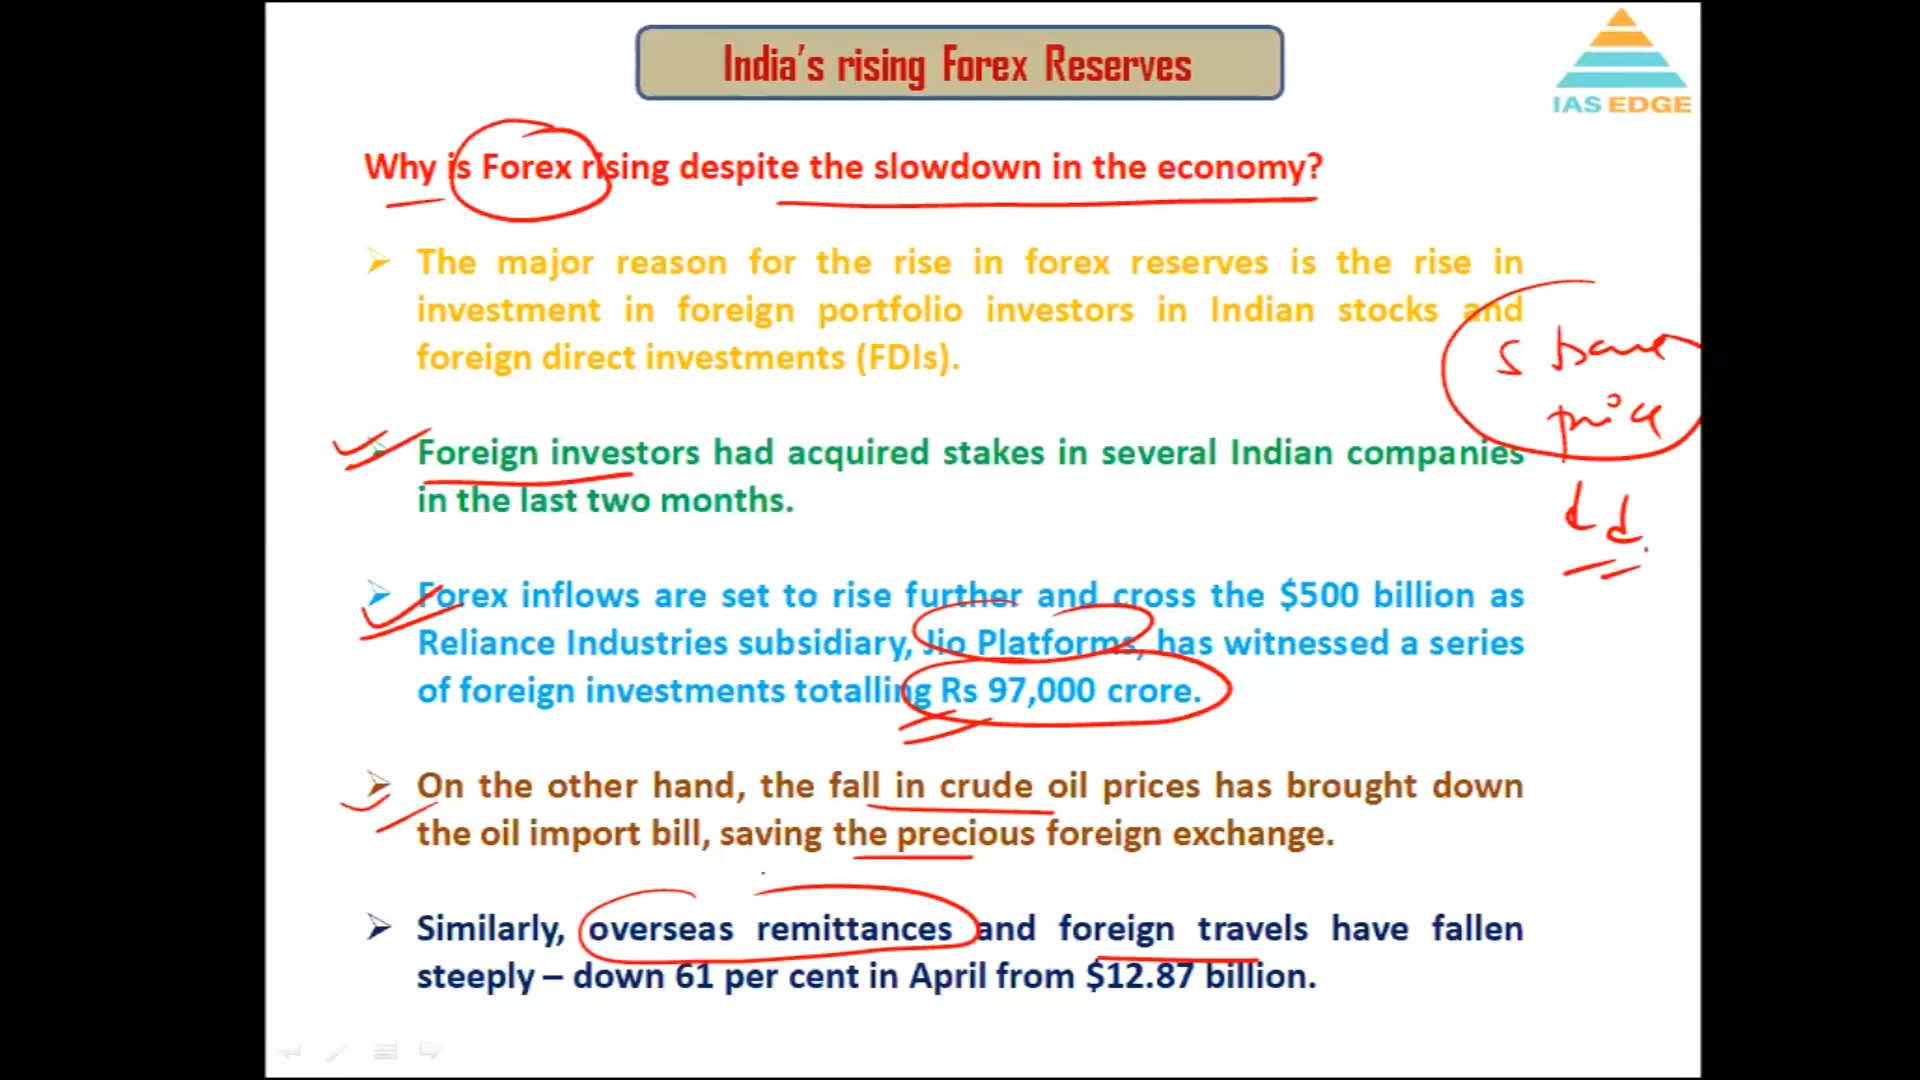 India's rising Forex Reserves
IAS EDGE
Why is Forex rising despite the slowdown in the economy?
The major reason for the rise in forex reserves is the rise in
investment in foreign portfolio investors in Indian stocks and
foreign direct investments (FDIs).
share
price
Foreign investors had acquired stakes in several Indian companies
in the last two months.
Forex inflows are set to rise further and cross the $500 billion as
Reliance Industries subsidiary, Jio Platforms, has witnessed a series
of foreign investments totalling Rs 97,000 crore.
On the other hand, the fall in crude oil prices has brought down
the oil import bill, saving the precious foreign exchange.
Similarly, overseas remittances and foreign travels have fallen
steeply – down 61 per cent in April from $12.87 billion.